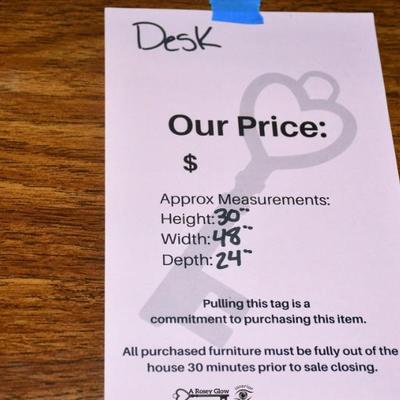 Desk
Our Price:
$
Approx Measurements:
Height: 30"
Width: 48"
Depth: 24"
Pulling this tag is a
commitment to purchasing this item.
All purchased furniture must be fully out of the
house 30 minutes prior to sale closing.
A Rosey Glow